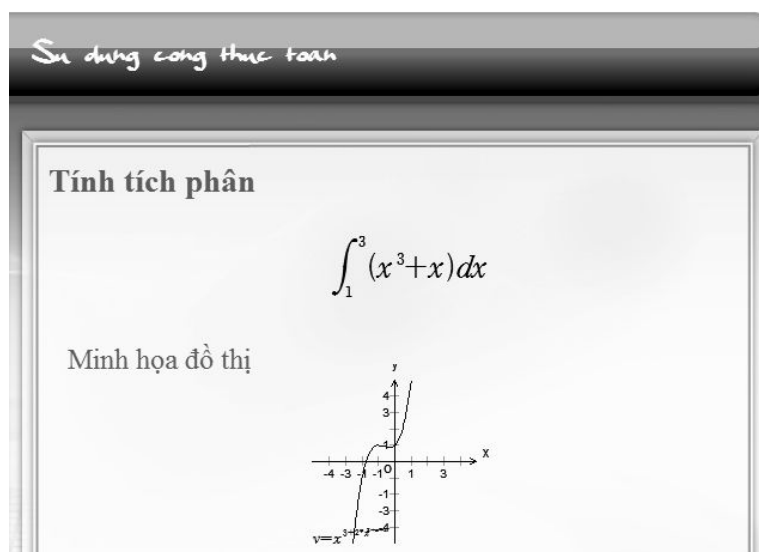 Su dung cong thuc toan
Tính tích phân
∫₁³ (x³+x)dx
Minh họa đồ thị
y
4
3
1
-4 -3 -1 -1 O 1 3 X
-1
-3
-4